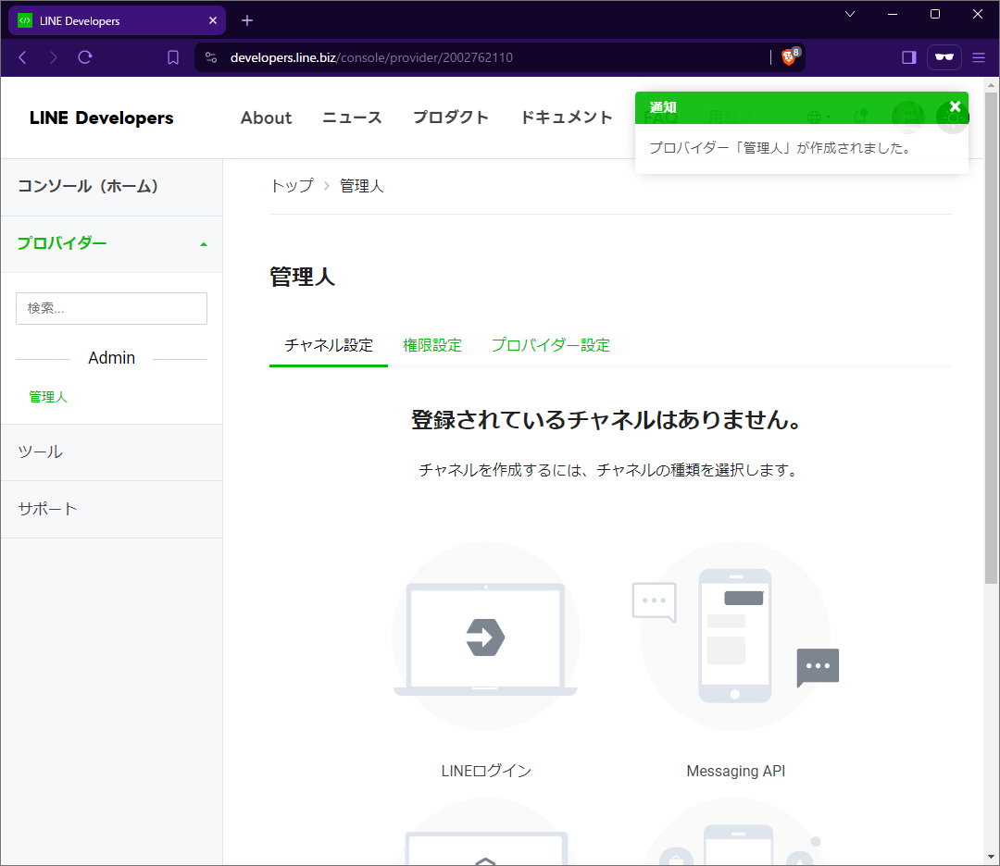 LINE Developers
developers.line.biz/console/provider/2002762110
8
LINE Developers
About
ニュース
プロダクト
ドキュメント
FAQ
通知
プロバイダー「管理人」が作成されました。
コンソール（ホーム）
プロバイダー
検索...
Admin
管理人
ツール
サポート
トップ
管理人
管理人
チャネル設定
権限設定
プロバイダー設定
登録されているチャネルはありません。
チャネルを作成するには、チャネルの種類を選択します。
LINEログイン
Messaging API